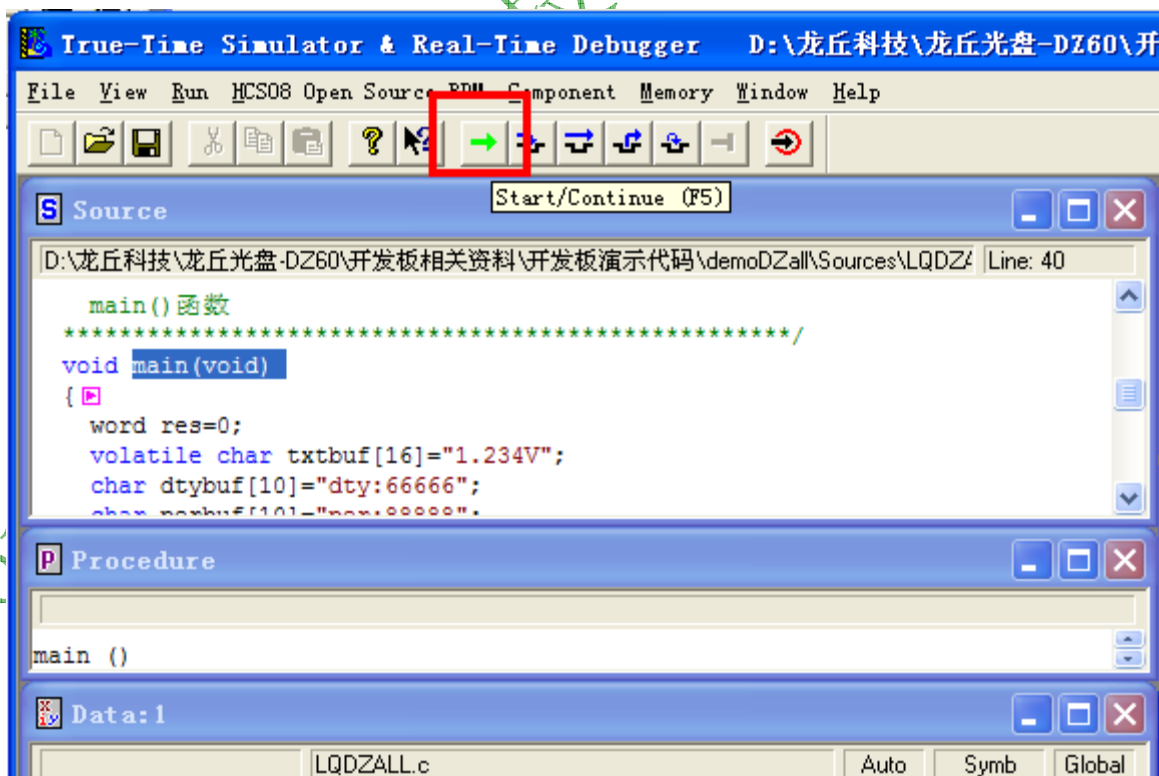 True-Time Simulator & Real-Time Debugger D:\龙丘科技\龙丘光盘-DZ60\开
File View Run HCS08 Open Source BDM Component Memory Window Help
Start/Continue (F5)
Source
D:\龙丘科技\龙丘光盘-DZ60\开发板相关资料\开发板演示代码\demoDZall\Sources\LQDZA Line: 40
main()函数
****************************************************/
void main(void)
{
word res=0;
volatile char txtbuf[16]="1.234V";
char dtybuf[10]="dty:66666";
Procedure
main ()
Data:1
LQDZALL.c Auto Symb Global